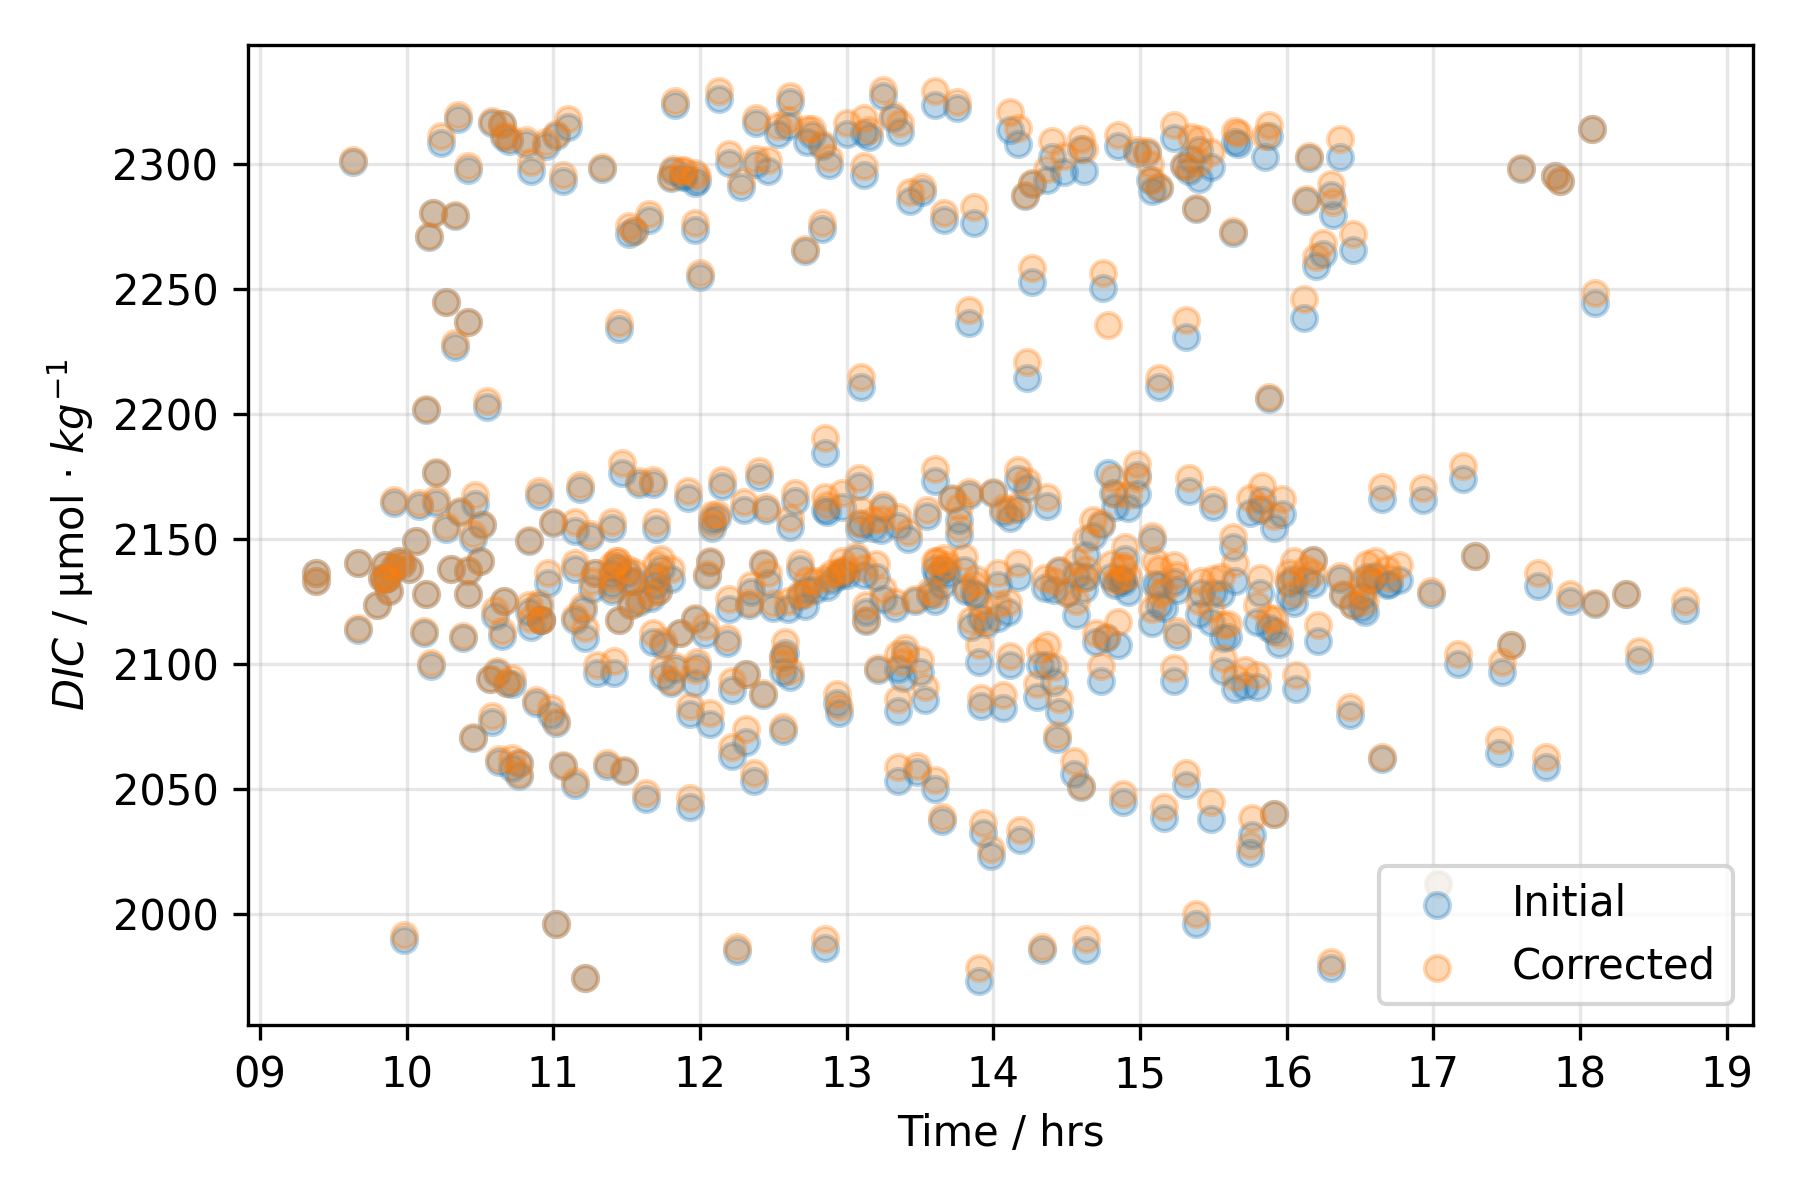 2300
2250
2200
2150
2100
2050
2000
DIC / µmol · kg⁻¹
Initial
Corrected
09 10 11 12 13 14 15 16 17 18 19
Time / hrs